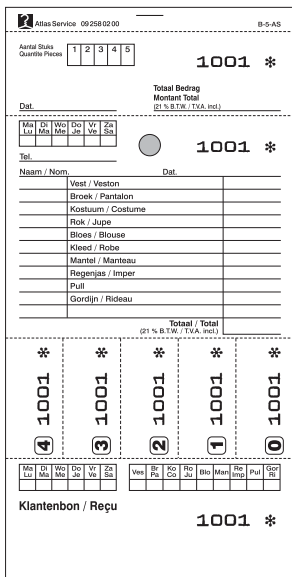 Atlas Service 09 258 02 00 B-5-AS
Aantal Stuks
Quantite Pieces
1 2 3 4 5
1001 *
Totaal Bedrag
Montant Total
Dat. (21 % B.T.W. / T.V.A. incl.)
Ma Di Wo Do Vr Za
Lu Ma Me Je Ve Sa
1001 *
Tel.
Naam / Nom. Dat.
Vest / Veston
Broek / Pantalon
Kostuum / Costume
Rok / Jupe
Bloes / Blouse
Kleed / Robe
Mantel / Manteau
Regenjas / Imper
Pull
Gordijn / Rideau
Totaal / Total
(21 % B.T.W. / T.V.A. incl.)
4 1001 *
3 1001 *
2 1001 *
1 1001 *
0 1001 *
Ma Di Wo Do Vr Za
Lu Ma Me Je Ve Sa
Ves Br Ko Ro Blo Man Re Pul Gor
Pa Co Ju Imp Ri
Klantenbon / Reçu
1001 *